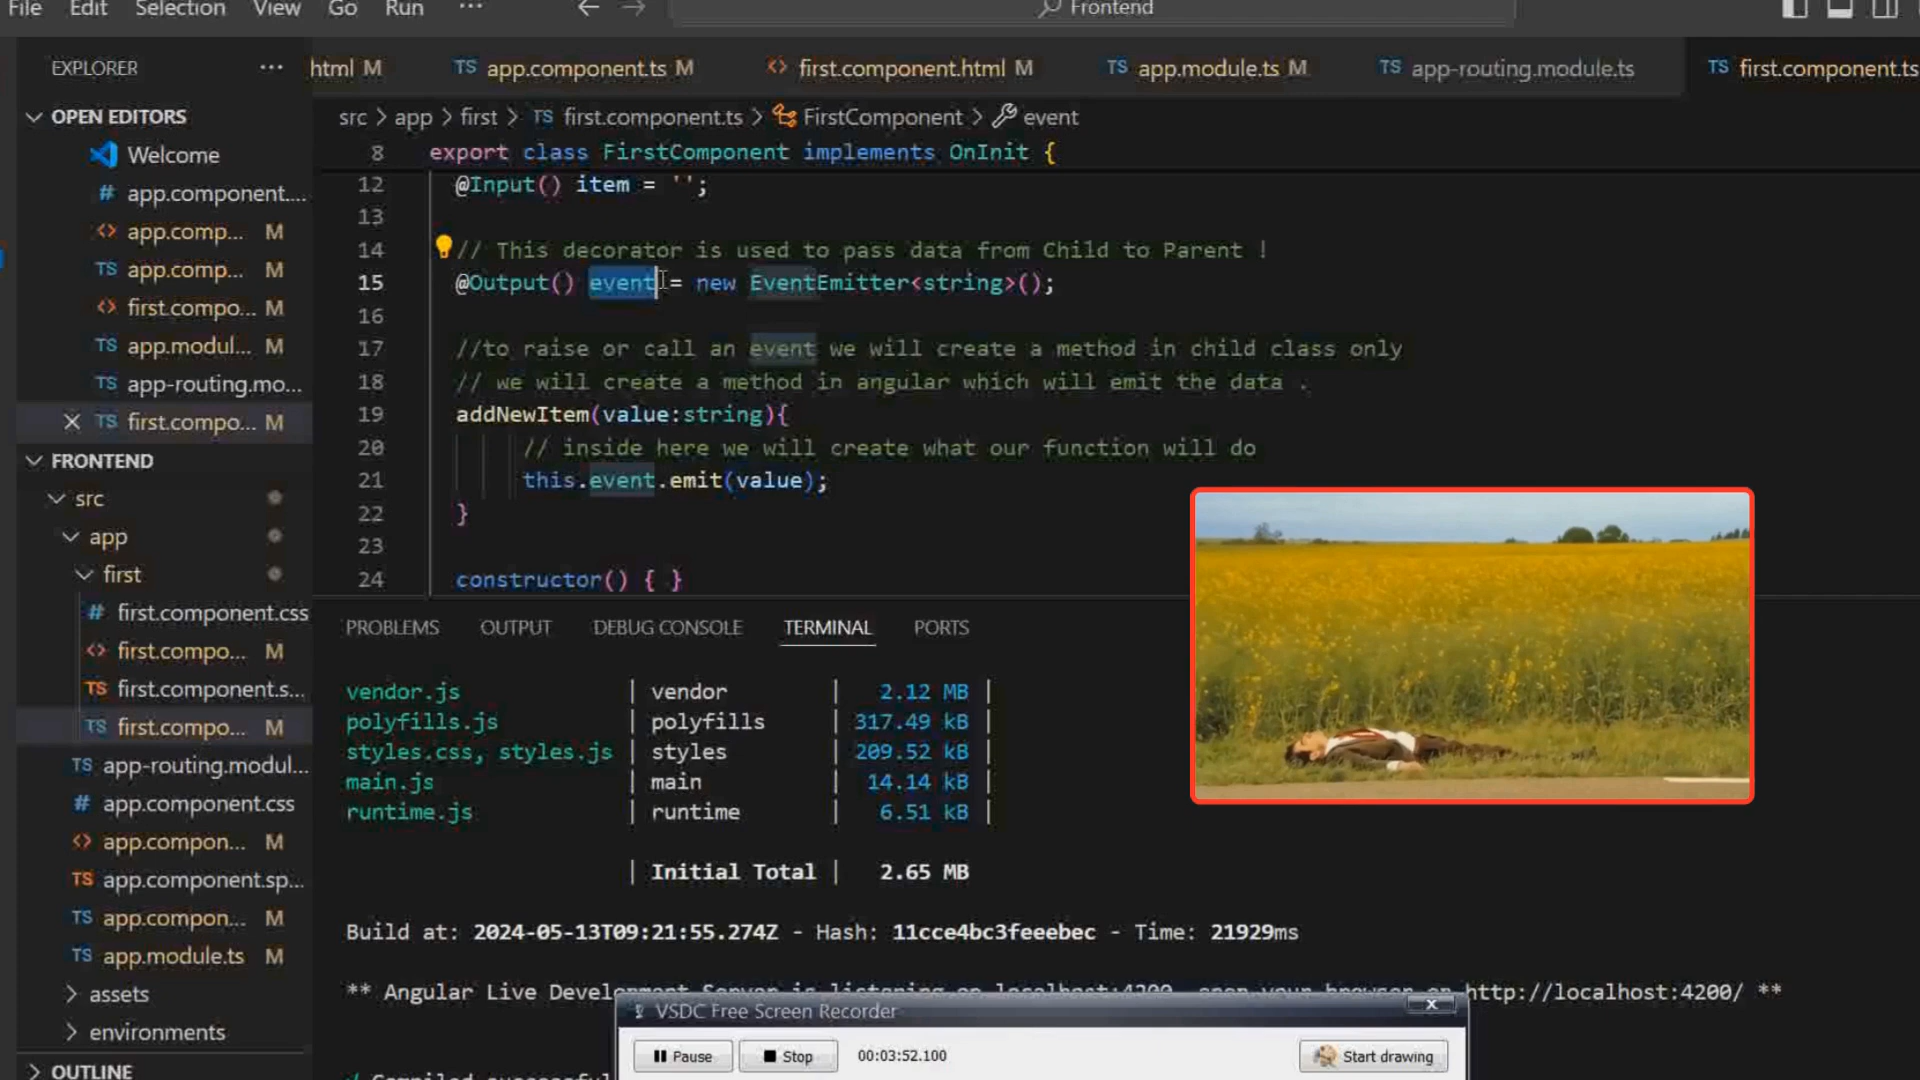 File Edit Selection View Go Run ··· Frontend
EXPLORER ···
html M TS app.component.ts M <> first.component.html M TS app.module.ts M TS app-routing.module.ts TS first.component.ts
OPEN EDITORS
Welcome
# app.component....
<> app.comp... M
TS app.comp... M
<> first.compo... M
TS app.modul... M
TS app-routing.mo...
TS first.compo... M
FRONTEND
src
app
first
# first.component.css
<> first.compo... M
TS first.component.s...
TS first.compo... M
TS app-routing.modul...
# app.component.css
<> app.compon... M
TS app.component.sp...
TS app.compon... M
TS app.module.ts M
assets
environments
OUTLINE
src > app > first > TS first.component.ts > FirstComponent > event
8 export class FirstComponent implements OnInit {
12 @Input() item = '';
13
14 // This decorator is used to pass data from Child to Parent !
15 @Output() event = new EventEmitter<string>();
16
17 //to raise or call an event we will create a method in child class only
18 // we will create a method in angular which will emit the data .
19 addNewItem(value:string){
20 // inside here we will create what our function will do
21 this.event.emit(value);
22 }
23
24 constructor() { }
PROBLEMS OUTPUT DEBUG CONSOLE TERMINAL PORTS
vendor.js | vendor | 2.12 MB |
polyfills.js | polyfills | 317.49 kB |
styles.css, styles.js | styles | 209.52 kB |
main.js | main | 14.14 kB |
runtime.js | runtime | 6.51 kB |
| Initial Total | 2.65 MB
Build at: 2024-05-13T09:21:55.274Z - Hash: 11cce4bc3feeebec - Time: 21929ms
** Angular Live Development Server is listening on localhost:4200, open your browser on http://localhost:4200/ **
VSDC Free Screen Recorder x
Pause Stop 00:03:52.100 Start drawing
√ Compiled successful